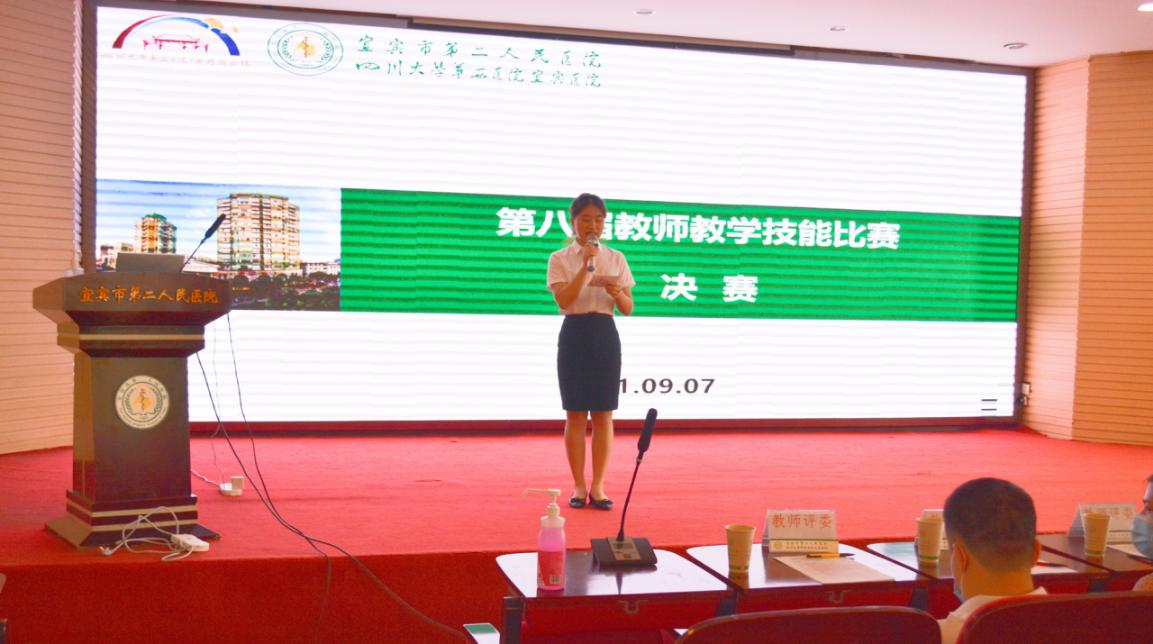 宜宾市第二人民医院
四川大学华西医院宜宾医院
第八届教师教学技能比赛
决赛
1.09.07
宜宾市第二人民医院
教师评委